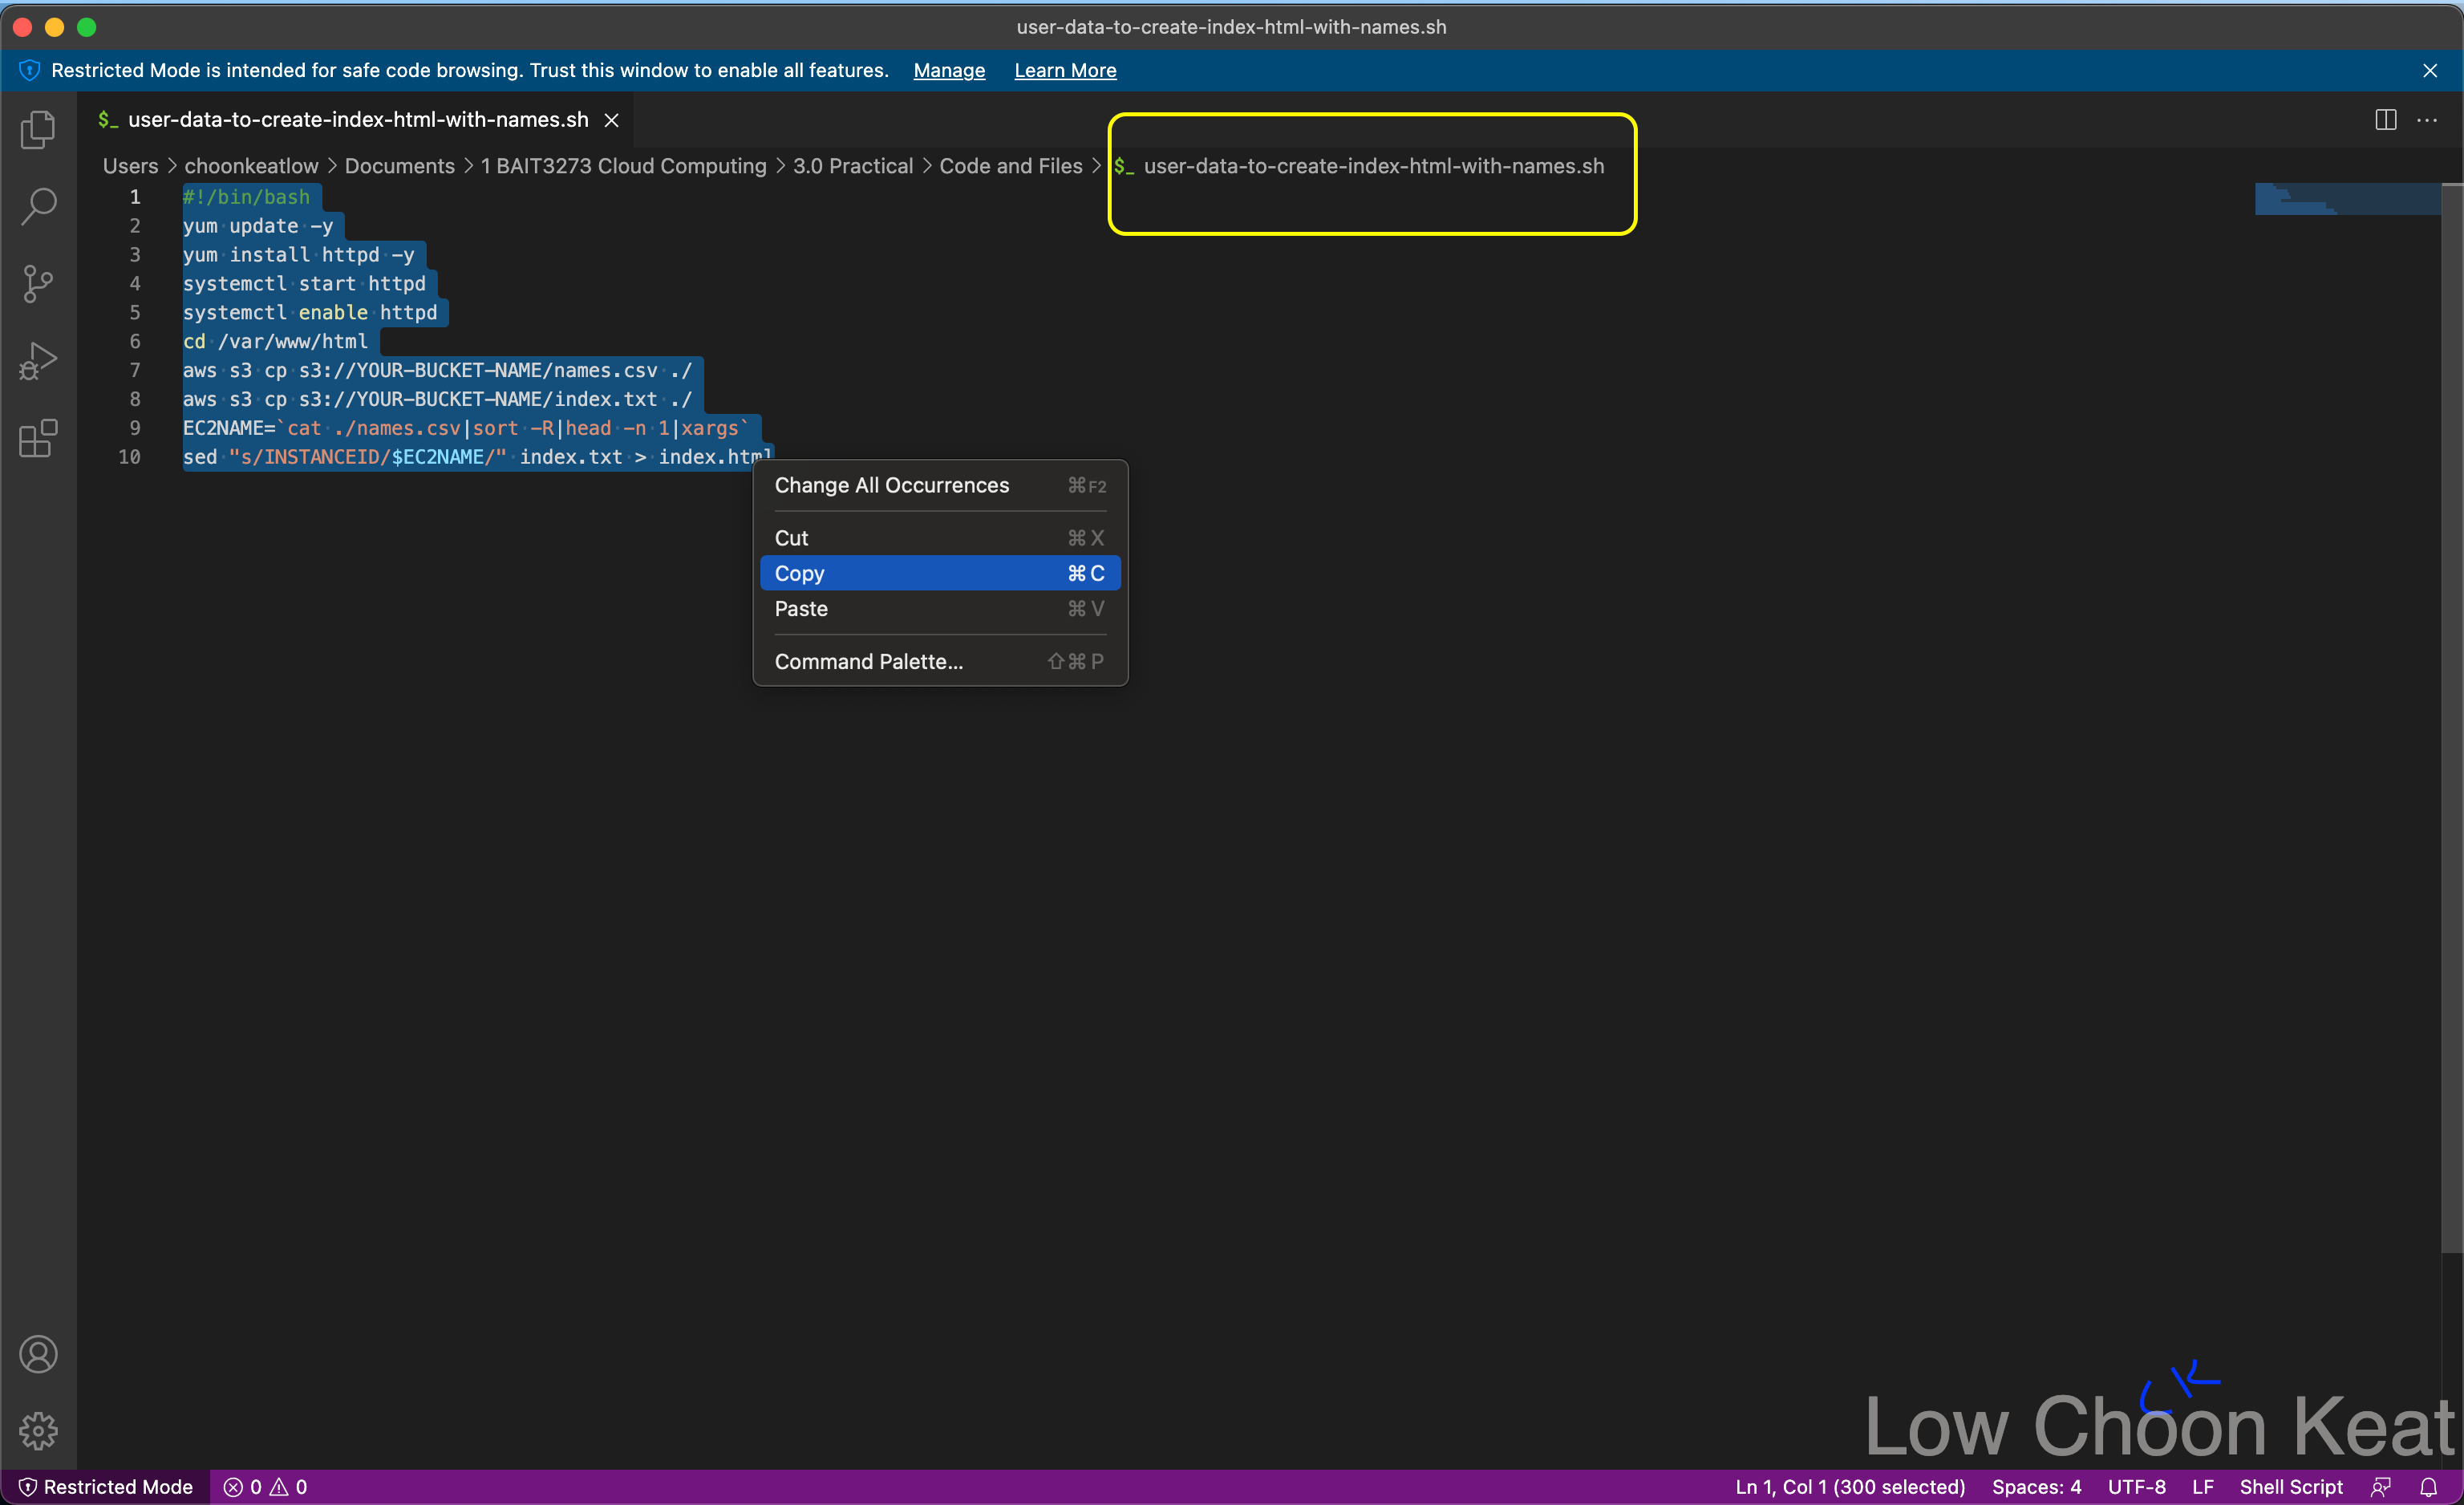 user-data-to-create-index-html-with-names.sh
Restricted Mode is intended for safe code browsing. Trust this window to enable all features. Manage Learn More
$_ user-data-to-create-index-html-with-names.sh
Users > choonkeatlow > Documents > 1 BAIT3273 Cloud Computing > 3.0 Practical > Code and Files > $_ user-data-to-create-index-html-with-names.sh
1 #!/bin/bash
2 yum update -y
3 yum install httpd -y
4 systemctl start httpd
5 systemctl enable httpd
6 cd /var/www/html
7 aws s3 cp s3://YOUR-BUCKET-NAME/names.csv ./
8 aws s3 cp s3://YOUR-BUCKET-NAME/index.txt ./
9 EC2NAME=`cat ./names.csv|sort -R|head -n 1|xargs`
10 sed "s/INSTANCEID/$EC2NAME/" index.txt > index.html
Change All Occurrences ⌘F2
Cut ⌘X
Copy ⌘C
Paste ⌘V
Command Palette... ⇧⌘P
Low Choon Keat
Restricted Mode 0 0 Ln 1, Col 1 (300 selected) Spaces: 4 UTF-8 LF Shell Script